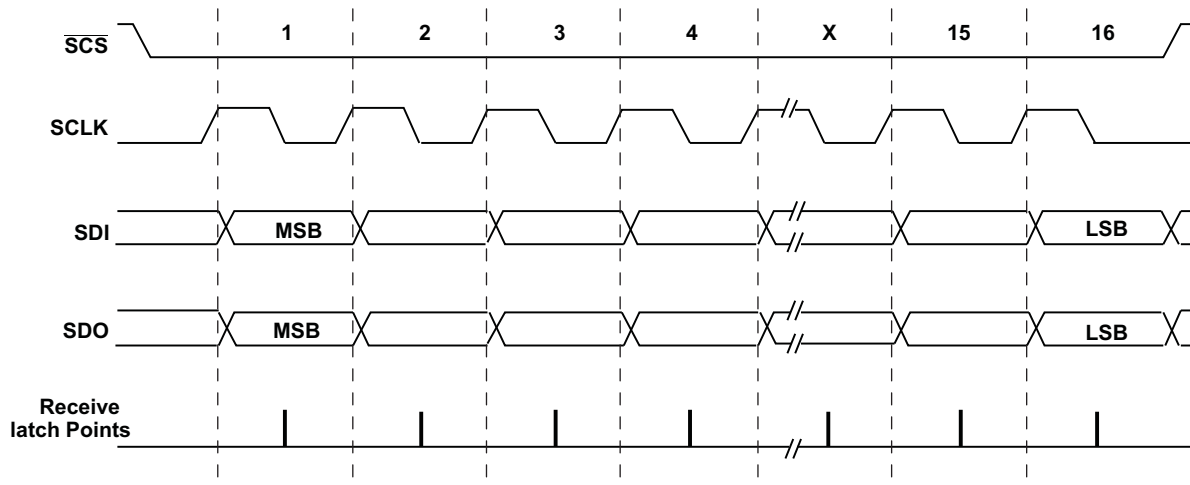 SCS 1 2 3 4 X 15 16
SCLK
SDI MSB LSB
SDO MSB LSB
Receive
latch Points